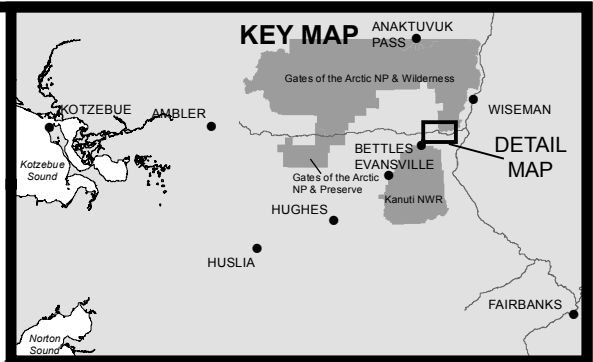 KEY MAP
ANAKTUVUK
PASS
Gates of the Arctic NP & Wilderness
KOTZEBUE
AMBLER
WISEMAN
Kotzebue
Sound
BETTLES
EVANSVILLE
DETAIL
MAP
Gates of the Arctic
NP & Preserve
Kanuti NWR
HUGHES
HUSLIA
FAIRBANKS
Norton
Sound